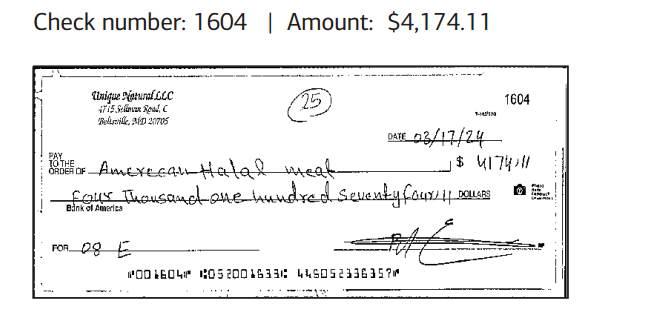 Check number: 1604 | Amount: $4,174.11
Unique Natural LLC
4715 Sellman Road, C
Beltsville, MD 20705
25
1604
DATE 03/17/24
PAY
TO THE
ORDER OF American Halal meat $ 4174.11
Four Thousand one hundred Seventy four/11 DOLLARS
Bank of America
FOR 08 E
⑈001604⑈ ⑆052001633⑆ 446052336357⑈